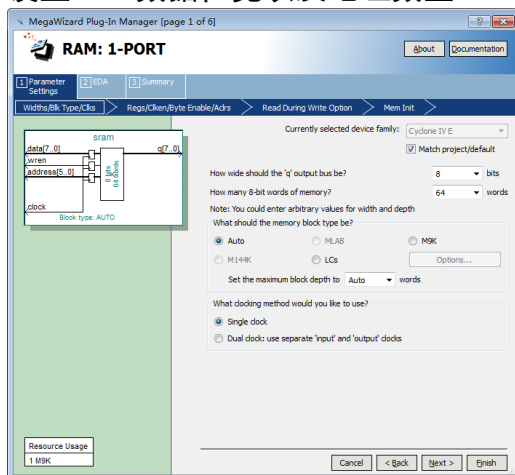 MegaWizard Plug-In Manager [page 1 of 6]
RAM: 1-PORT
About
Documentation
1 Parameter Settings
2 EDA
3 Summary
Widths/Blk Type/Clks
Regs/Clken/Byte Enable/Aclrs
Read During Write Option
Mem Init
sram
data[7..0]
q[7..0]
wren
address[5..0]
8 bits
64 words
clock
Block type: AUTO
Currently selected device family:
Cyclone IV E
Match project/default
How wide should the 'q' output bus be?
8
bits
How many 8-bit words of memory?
64
words
Note: You could enter arbitrary values for width and depth
What should the memory block type be?
Auto
MLAB
M9K
M144K
LCs
Options...
Set the maximum block depth to
Auto
words
What clocking method would you like to use?
Single clock
Dual clock: use separate 'input' and 'output' clocks
Resource Usage
1 M9K
Cancel
< Back
Next >
Finish